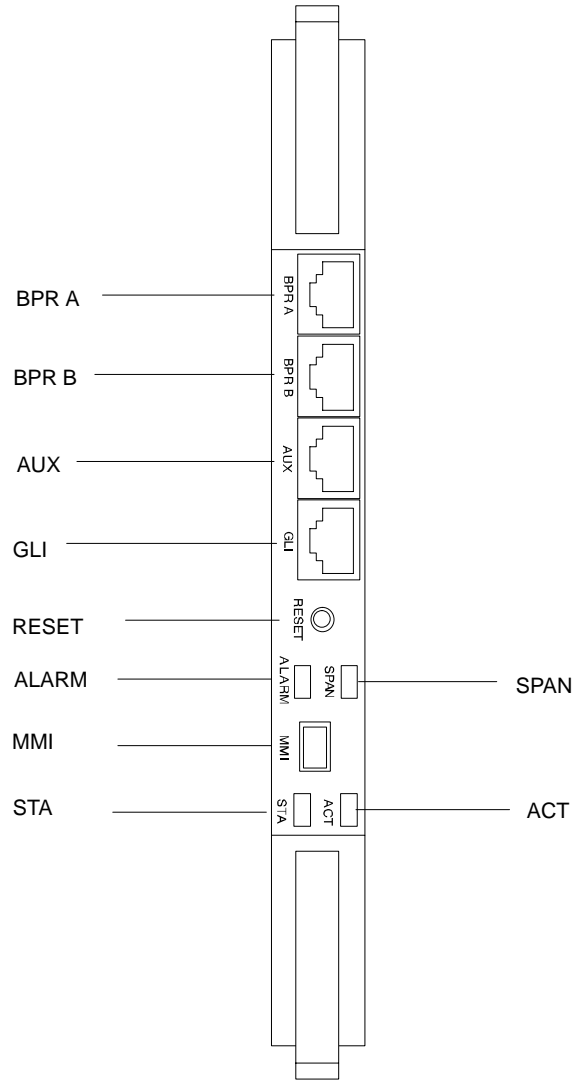 BPR A
BPR A
BPR B
BPR B
AUX
AUX
GLI
GLI
RESET
RESET
ALARM
ALARM
SPAN
SPAN
MMI
MMI
STA
STA
ACT
ACT